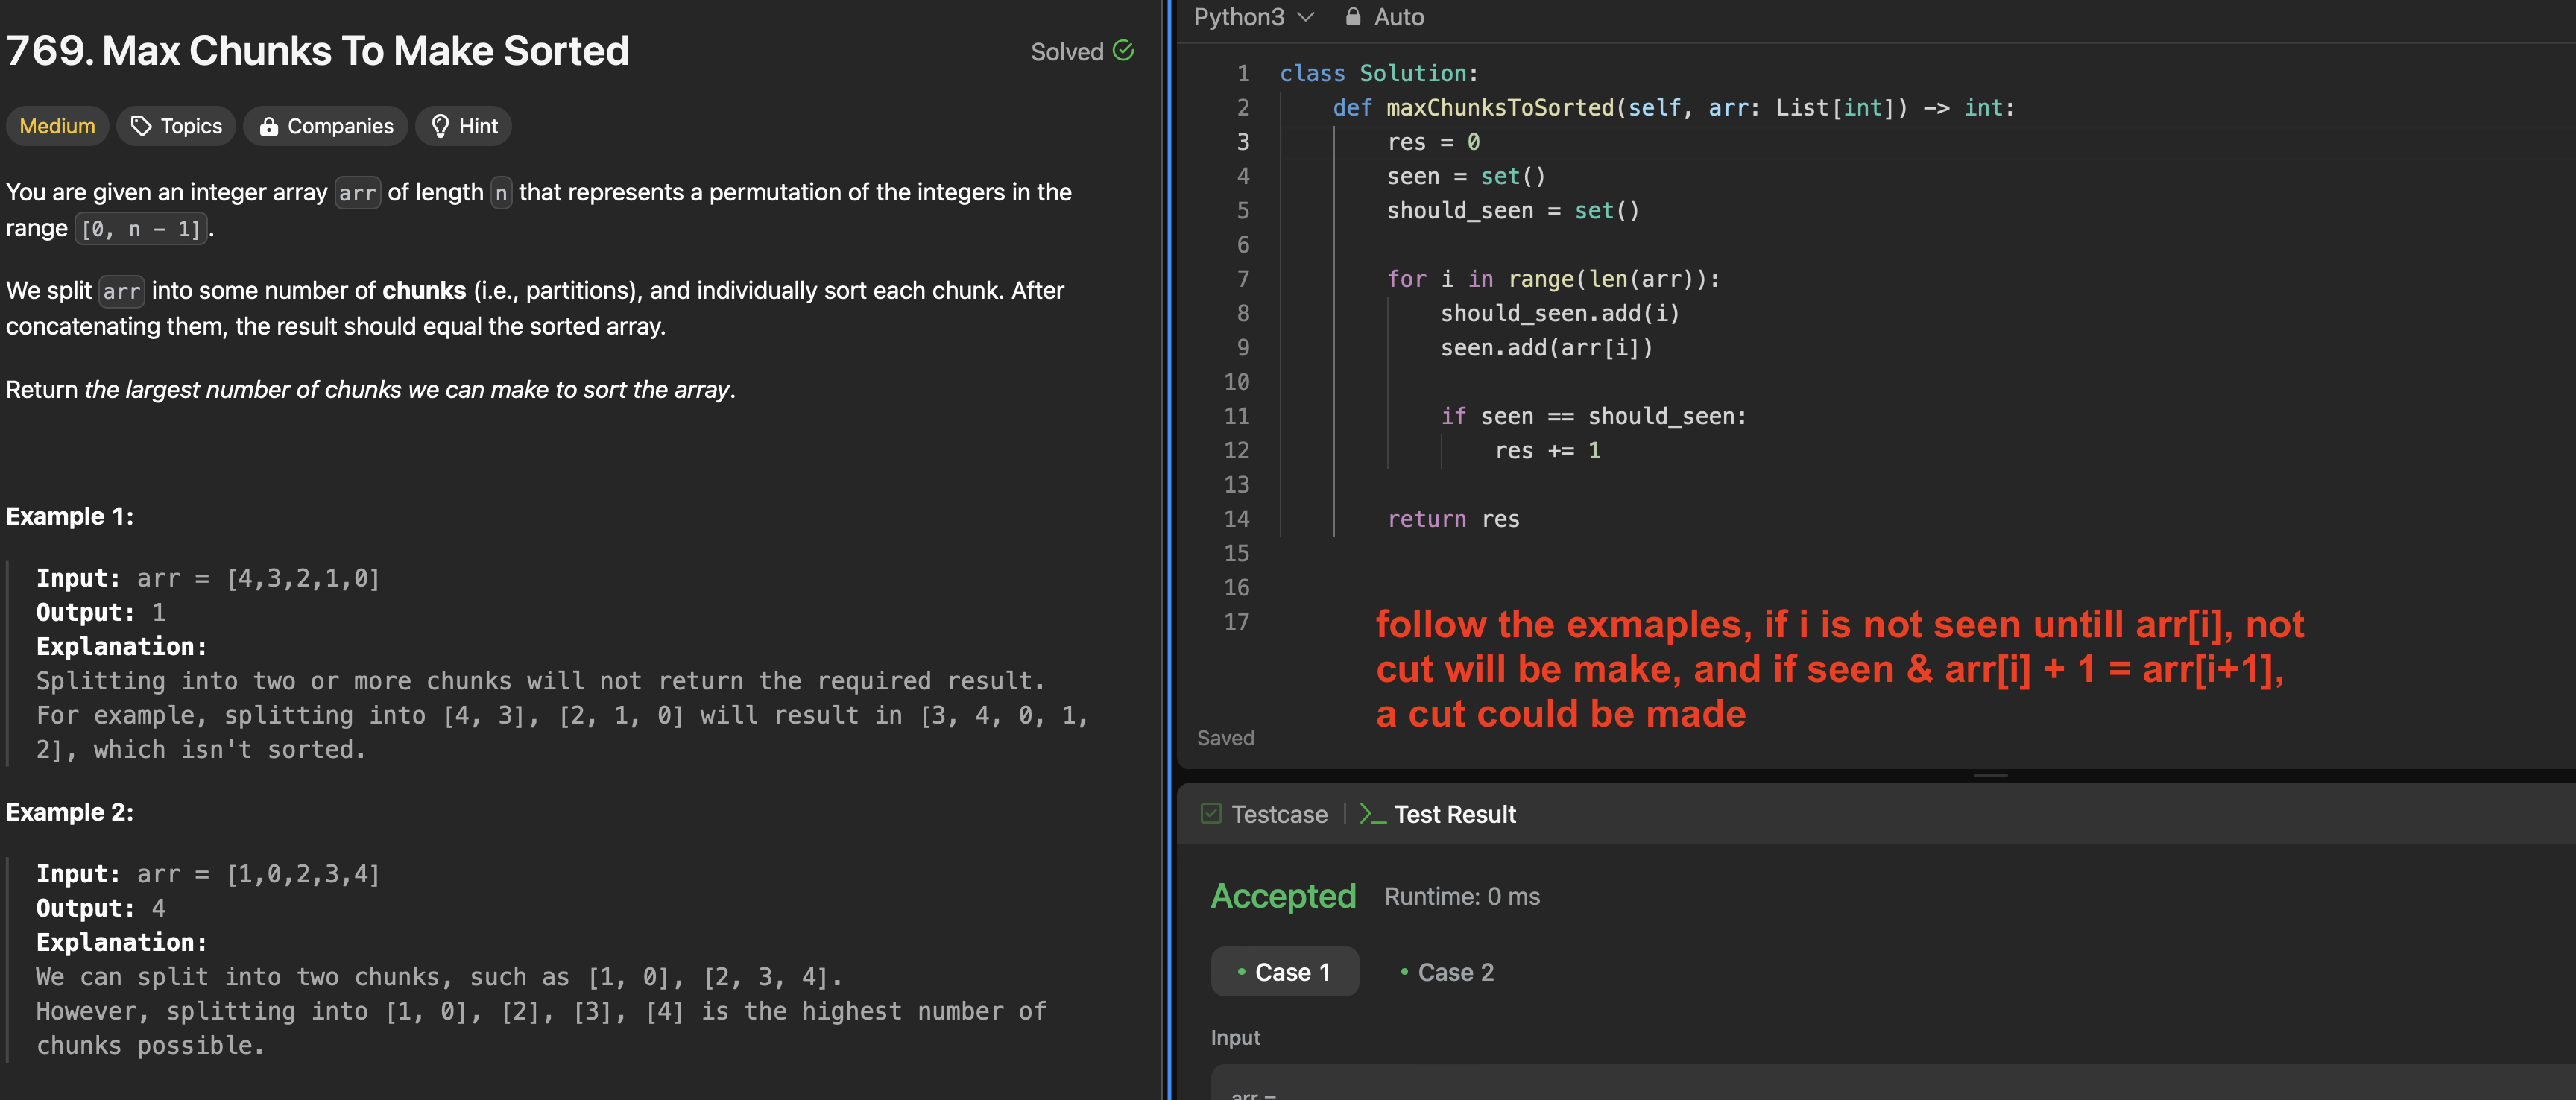 769. Max Chunks To Make Sorted
Solved
Medium
Topics
Companies
Hint
You are given an integer array arr of length n that represents a permutation of the integers in the
range [0, n - 1].
We split arr into some number of chunks (i.e., partitions), and individually sort each chunk. After
concatenating them, the result should equal the sorted array.
Return the largest number of chunks we can make to sort the array.
Example 1:
Input: arr = [4,3,2,1,0]
Output: 1
Explanation:
Splitting into two or more chunks will not return the required result.
For example, splitting into [4, 3], [2, 1, 0] will result in [3, 4, 0, 1,
2], which isn't sorted.
Example 2:
Input: arr = [1,0,2,3,4]
Output: 4
Explanation:
We can split into two chunks, such as [1, 0], [2, 3, 4].
However, splitting into [1, 0], [2], [3], [4] is the highest number of
chunks possible.
Python3
Auto
1 class Solution:
2 def maxChunksToSorted(self, arr: List[int]) -> int:
3 res = 0
4 seen = set()
5 should_seen = set()
6
7 for i in range(len(arr)):
8 should_seen.add(i)
9 seen.add(arr[i])
10
11 if seen == should_seen:
12 res += 1
13
14 return res
15
16
17
follow the exmaples, if i is not seen untill arr[i], not
cut will be make, and if seen & arr[i] + 1 = arr[i+1],
a cut could be made
Saved
Testcase
Test Result
Accepted
Runtime: 0 ms
Case 1
Case 2
Input
arr =